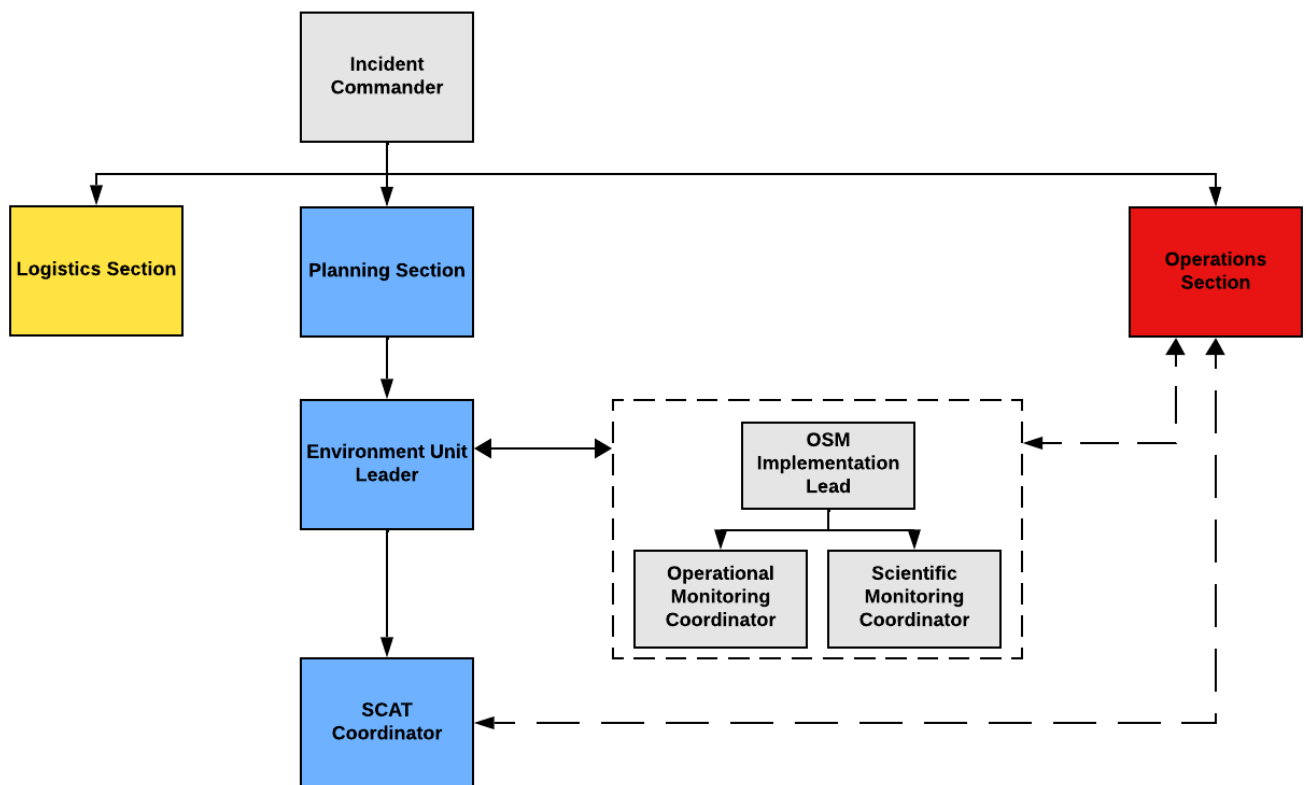 Incident
Commander
Logistics Section
Planning Section
Operations
Section
Environment Unit
Leader
OSM
Implementation
Lead
Operational
Monitoring
Coordinator
Scientific
Monitoring
Coordinator
SCAT
Coordinator